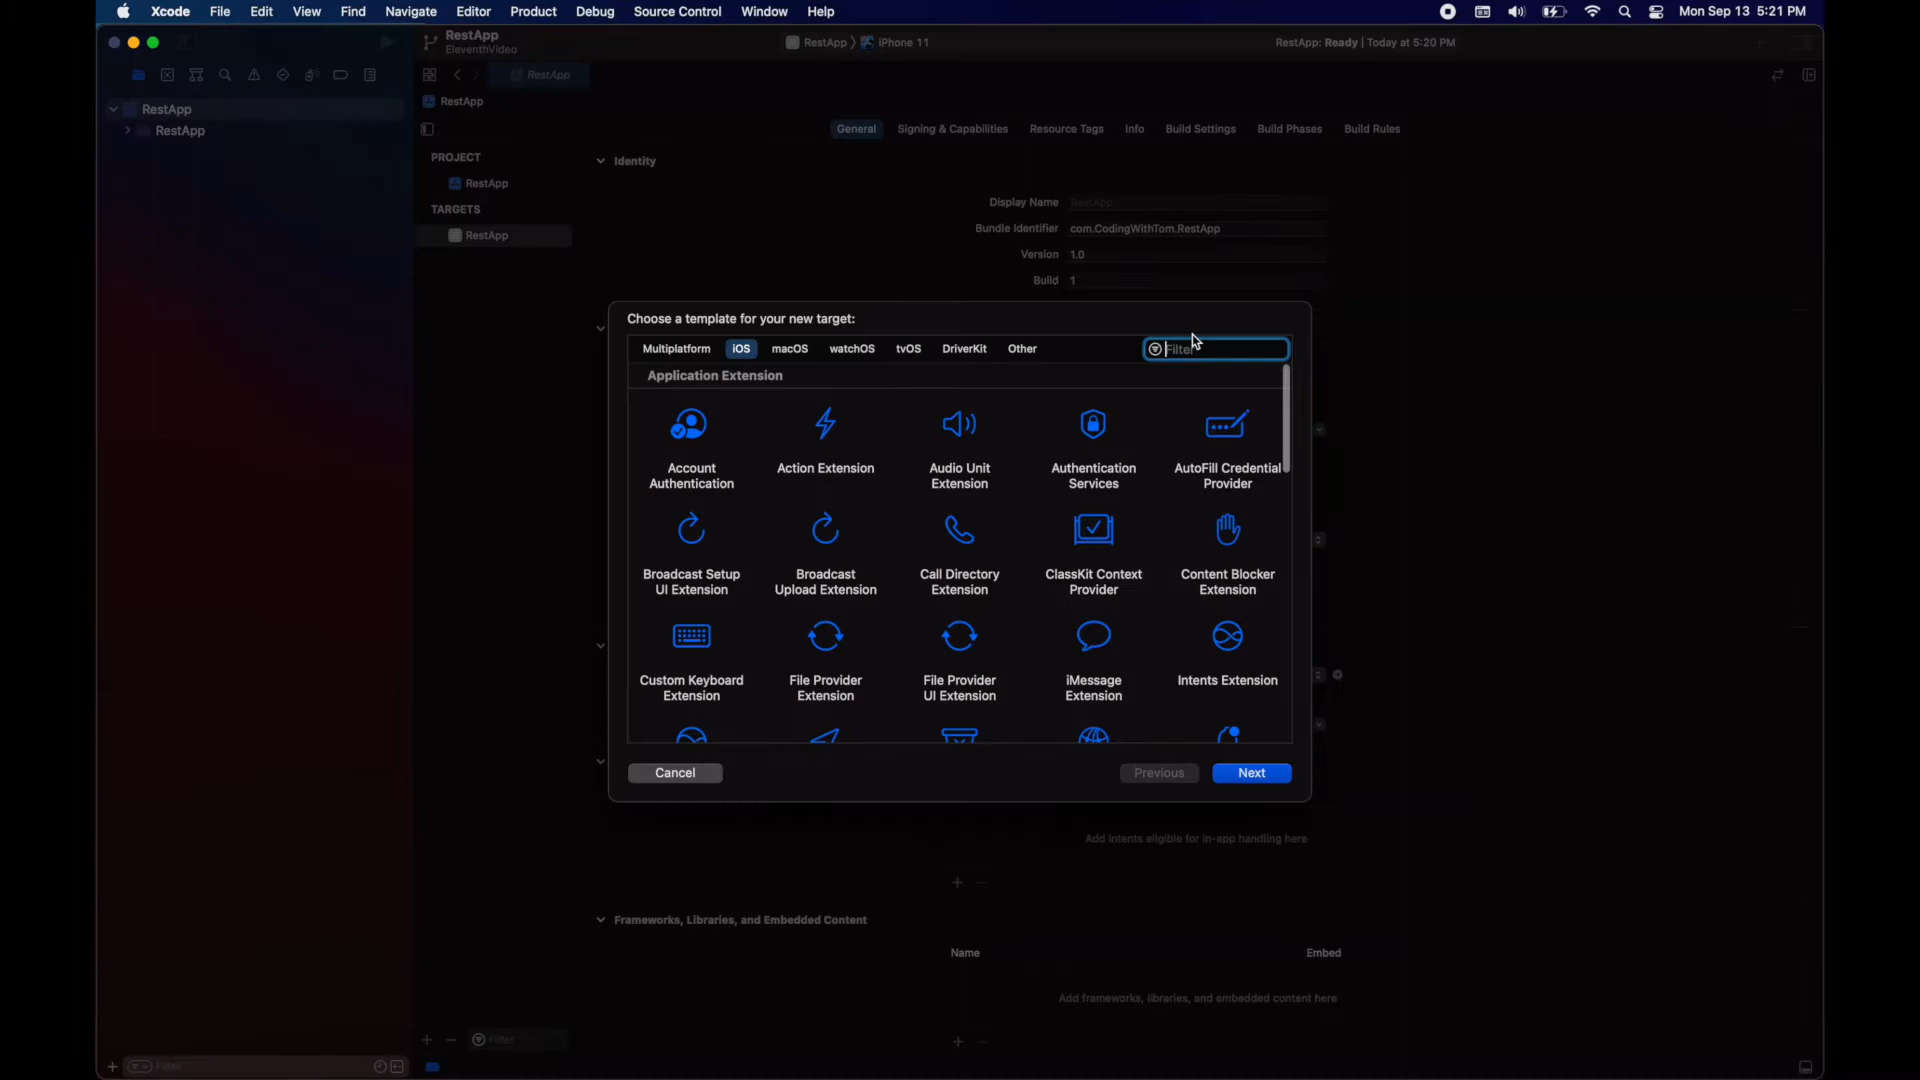 Xcode File Edit View Find Navigate Editor Product Debug Source Control Window Help Mon Sep 13 5:21 PM
RestApp
EleventhVideo
RestApp iPhone 11
RestApp: Ready | Today at 5:20 PM
RestApp
RestApp
RestApp
RestApp
General Signing & Capabilities Resource Tags Info Build Settings Build Phases Build Rules
PROJECT
RestApp
TARGETS
RestApp
Identity
Display Name RestApp
Bundle Identifier com.CodingWithTom.RestApp
Version 1.0
Build 1
Choose a template for your new target:
Multiplatform iOS macOS watchOS tvOS DriverKit Other Filter
Application Extension
Account
Authentication
Action Extension
Audio Unit
Extension
Authentication
Services
AutoFill Credential
Provider
Broadcast Setup
UI Extension
Broadcast
Upload Extension
Call Directory
Extension
ClassKit Context
Provider
Content Blocker
Extension
Custom Keyboard
Extension
File Provider
Extension
File Provider
UI Extension
iMessage
Extension
Intents Extension
Cancel Previous Next
Add intents eligible for in-app handling here
Frameworks, Libraries, and Embedded Content
Name Embed
Add frameworks, libraries, and embedded content here
Filter
Filter